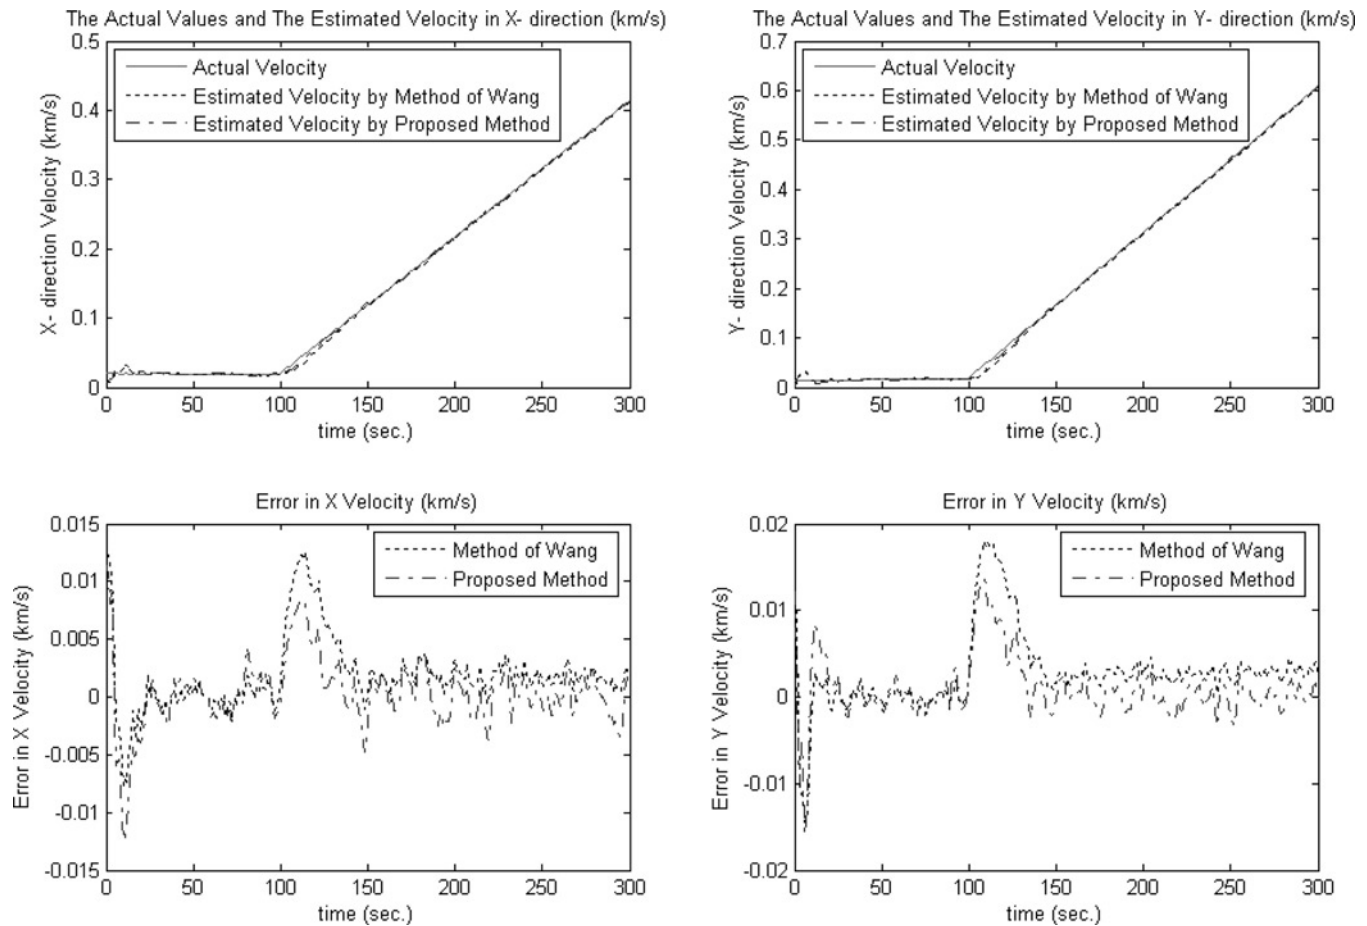 The Actual Values and The Estimated Velocity in X- direction (km/s)
0.5
0.4
0.3
0.2
0.1
0
X- direction Velocity (km/s)
Actual Velocity
Estimated Velocity by Method of Wang
Estimated Velocity by Proposed Method
0 50 100 150 200 250 300
time (sec.)
The Actual Values and The Estimated Velocity in Y- direction (km/s)
0.7
0.6
0.5
0.4
0.3
0.2
0.1
0
Y- direction Velocity (km/s)
Actual Velocity
Estimated Velocity by Method of Wang
Estimated Velocity by Proposed Method
0 50 100 150 200 250 300
time (sec.)
Error in X Velocity (km/s)
0.015
0.01
0.005
0
-0.005
-0.01
-0.015
Error in X Velocity (km/s)
Method of Wang
Proposed Method
0 50 100 150 200 250 300
time (sec.)
Error in Y Velocity (km/s)
0.02
0.01
0
-0.01
-0.02
Error in Y Velocity (km/s)
Method of Wang
Proposed Method
0 50 100 150 200 250 300
time (sec.)